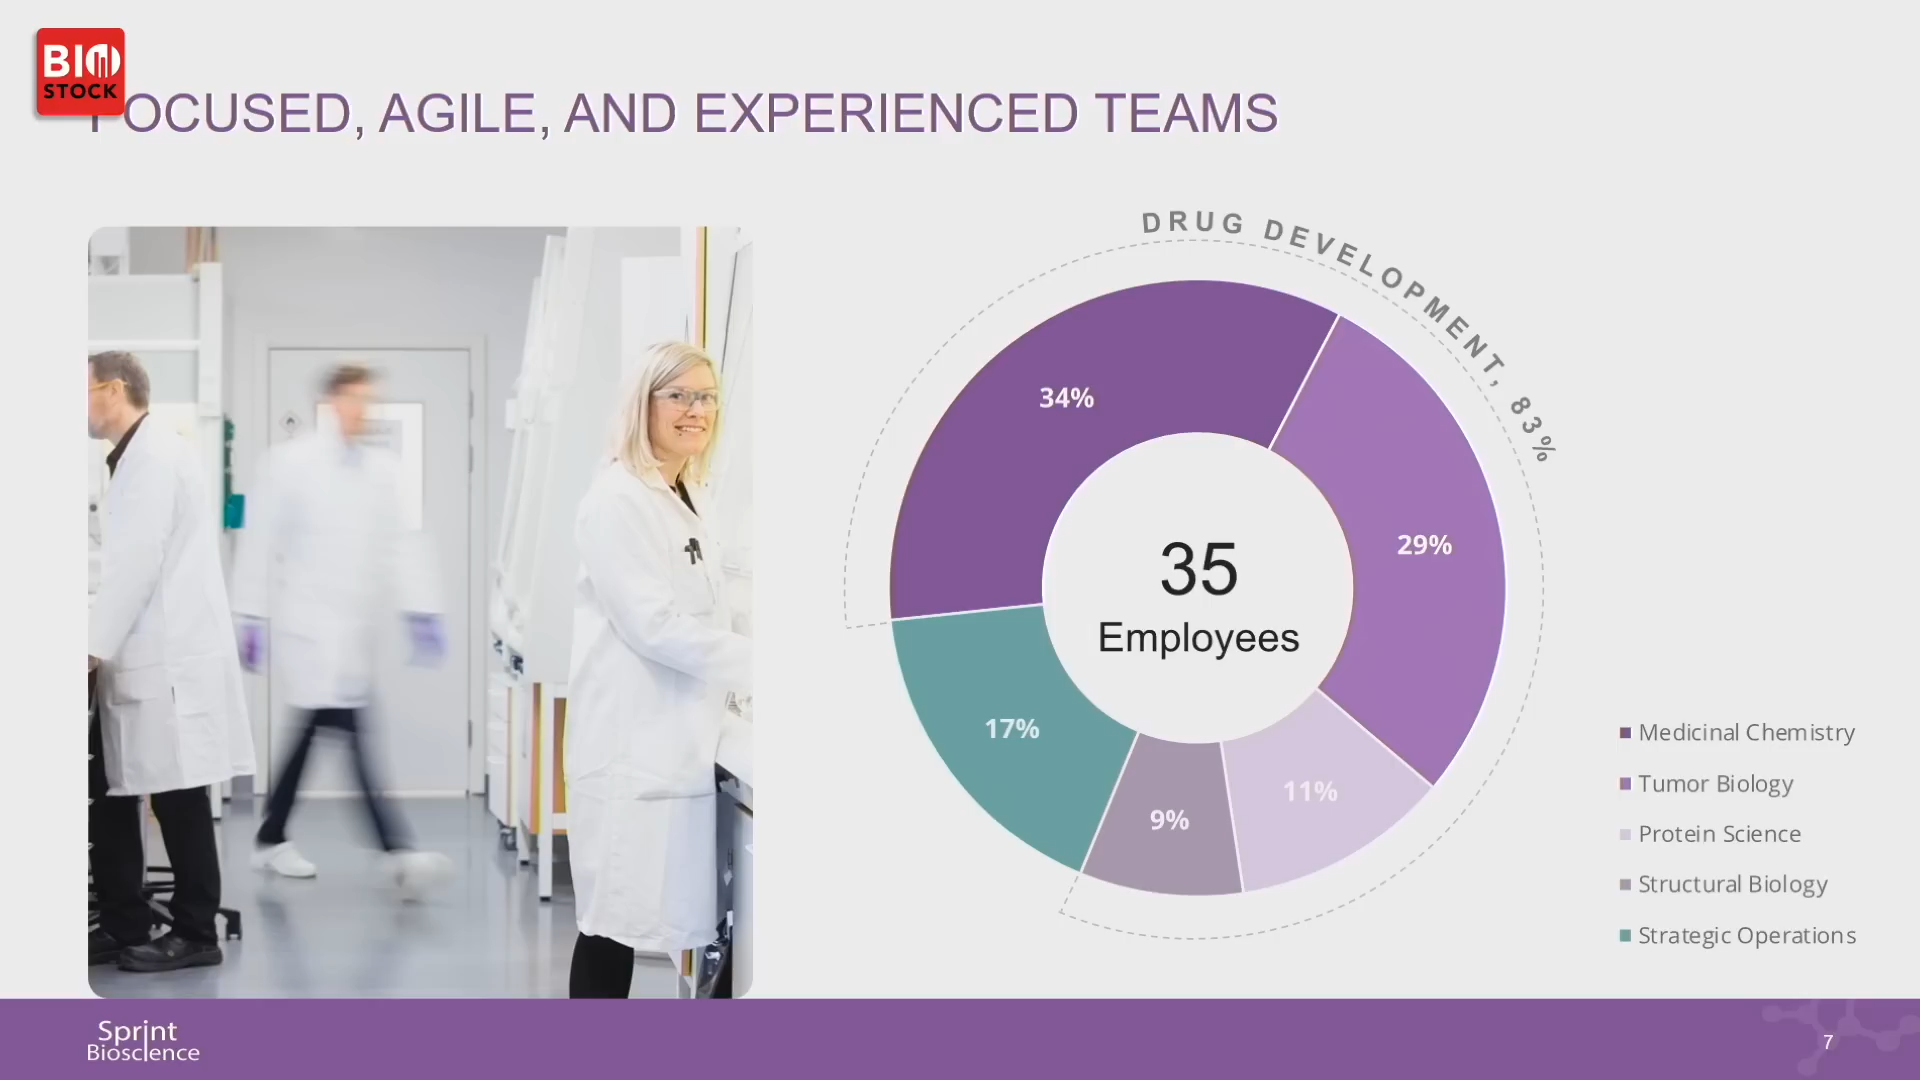 BIO
STOCK
FOCUSED, AGILE, AND EXPERIENCED TEAMS
DRUG DEVELOPMENT, 83%
34%
29%
35
Employees
17%
11%
9%
Medicinal Chemistry
Tumor Biology
Protein Science
Structural Biology
Strategic Operations
Sprint
Bioscience
7